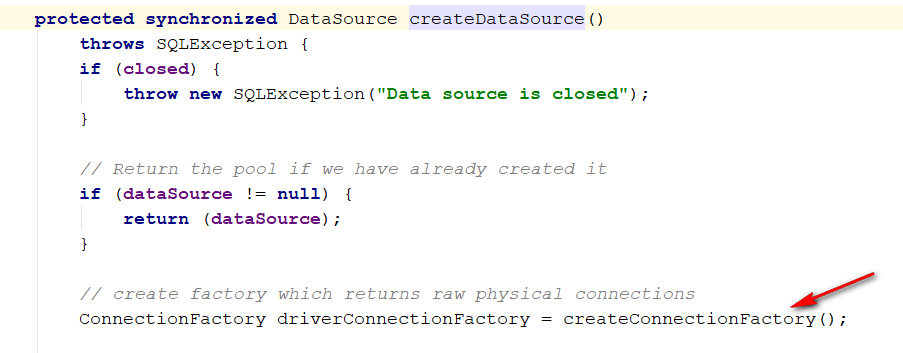 protected synchronized DataSource createDataSource()
throws SQLException {
if (closed) {
throw new SQLException("Data source is closed");
}
// Return the pool if we have already created it
if (dataSource != null) {
return (dataSource);
}
// create factory which returns raw physical connections
ConnectionFactory driverConnectionFactory = createConnectionFactory();